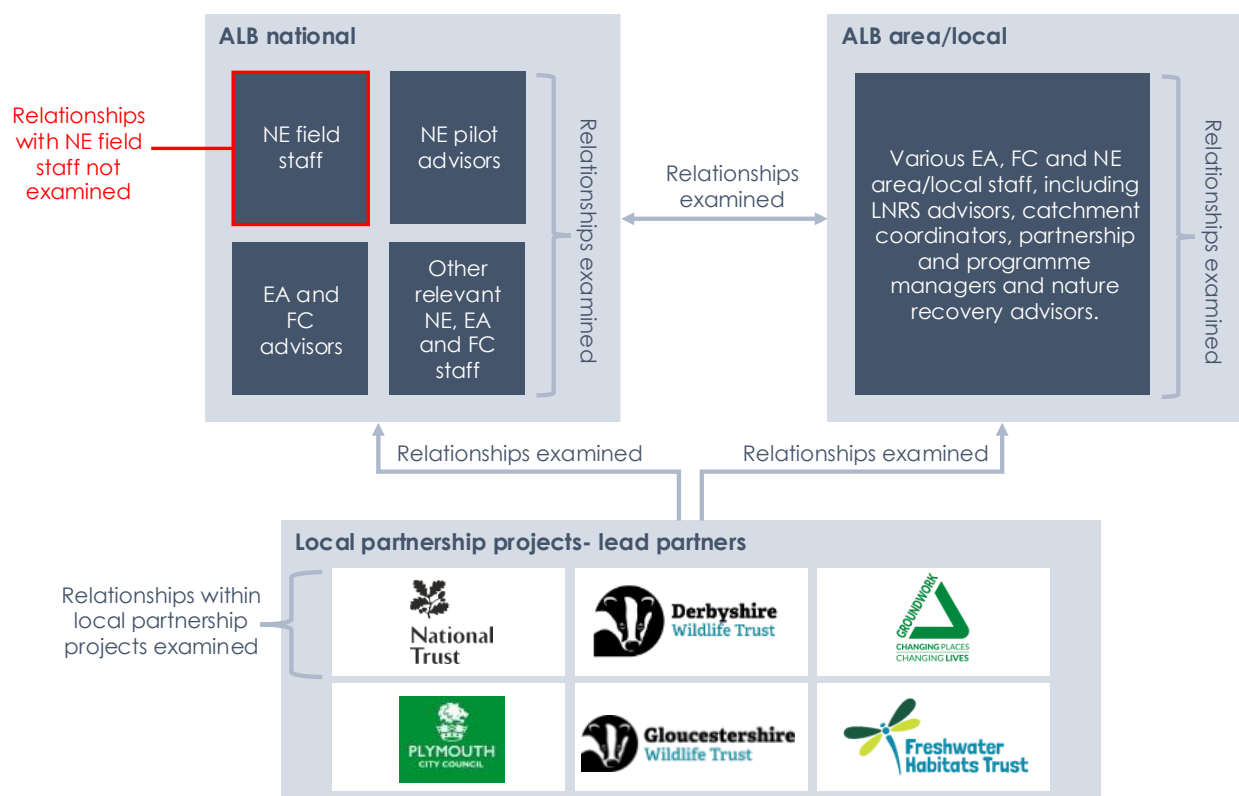 ALB national
ALB area/local
Relationships
with NE field
staff not
examined
NE field
staff
NE pilot
advisors
EA and
FC
advisors
Other
relevant
NE, EA
and FC
staff
Relationships examined
Relationships
examined
Various EA, FC and NE
area/local staff, including
LNRS advisors, catchment
coordinators, partnership
and programme
managers and nature
recovery advisors.
Relationships examined
Relationships examined
Relationships examined
Local partnership projects- lead partners
Relationships within
local partnership
projects examined
National
Trust
Derbyshire
Wildlife Trust
GROUNDWORK
CHANGING PLACES
CHANGING LIVES
PLYMOUTH
CITY COUNCIL
Gloucestershire
Wildlife Trust
Freshwater
Habitats Trust